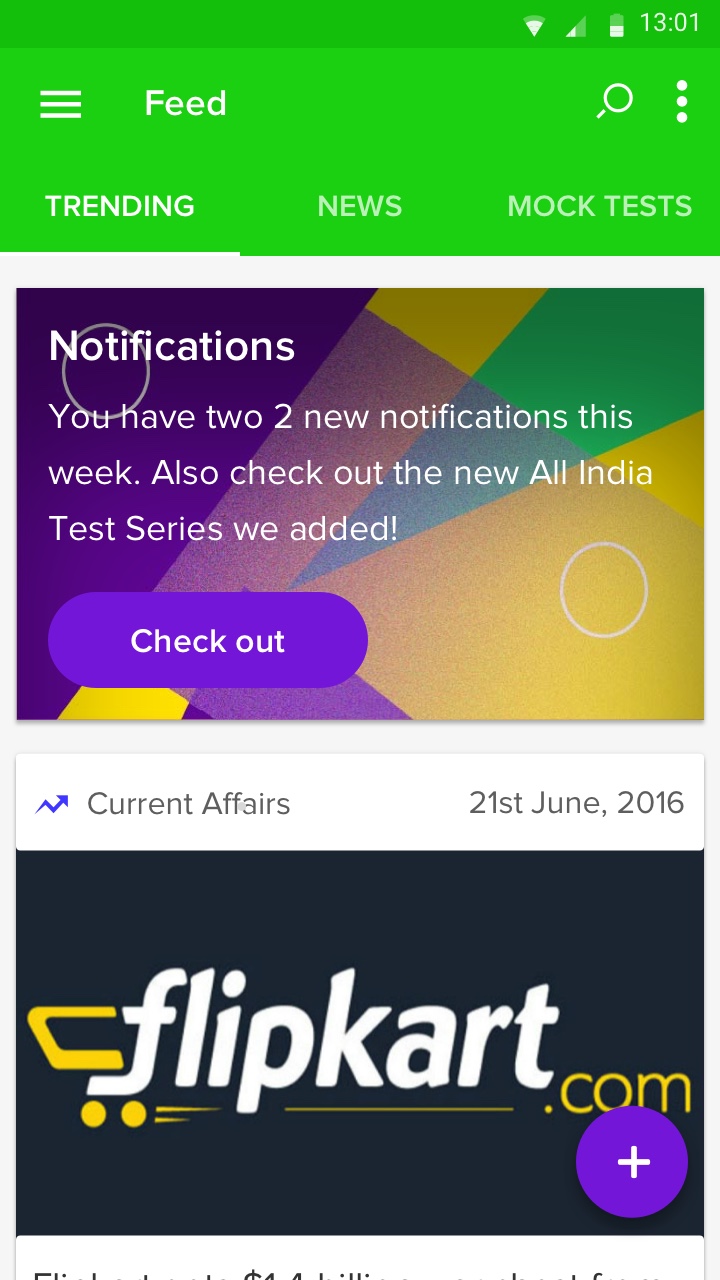 13:01
Feed
TRENDING NEWS MOCK TESTS
Notifications
You have two 2 new notifications this
week. Also check out the new All India
Test Series we added!
Check out
Current Affairs 21st June, 2016
flipkart
.com
+